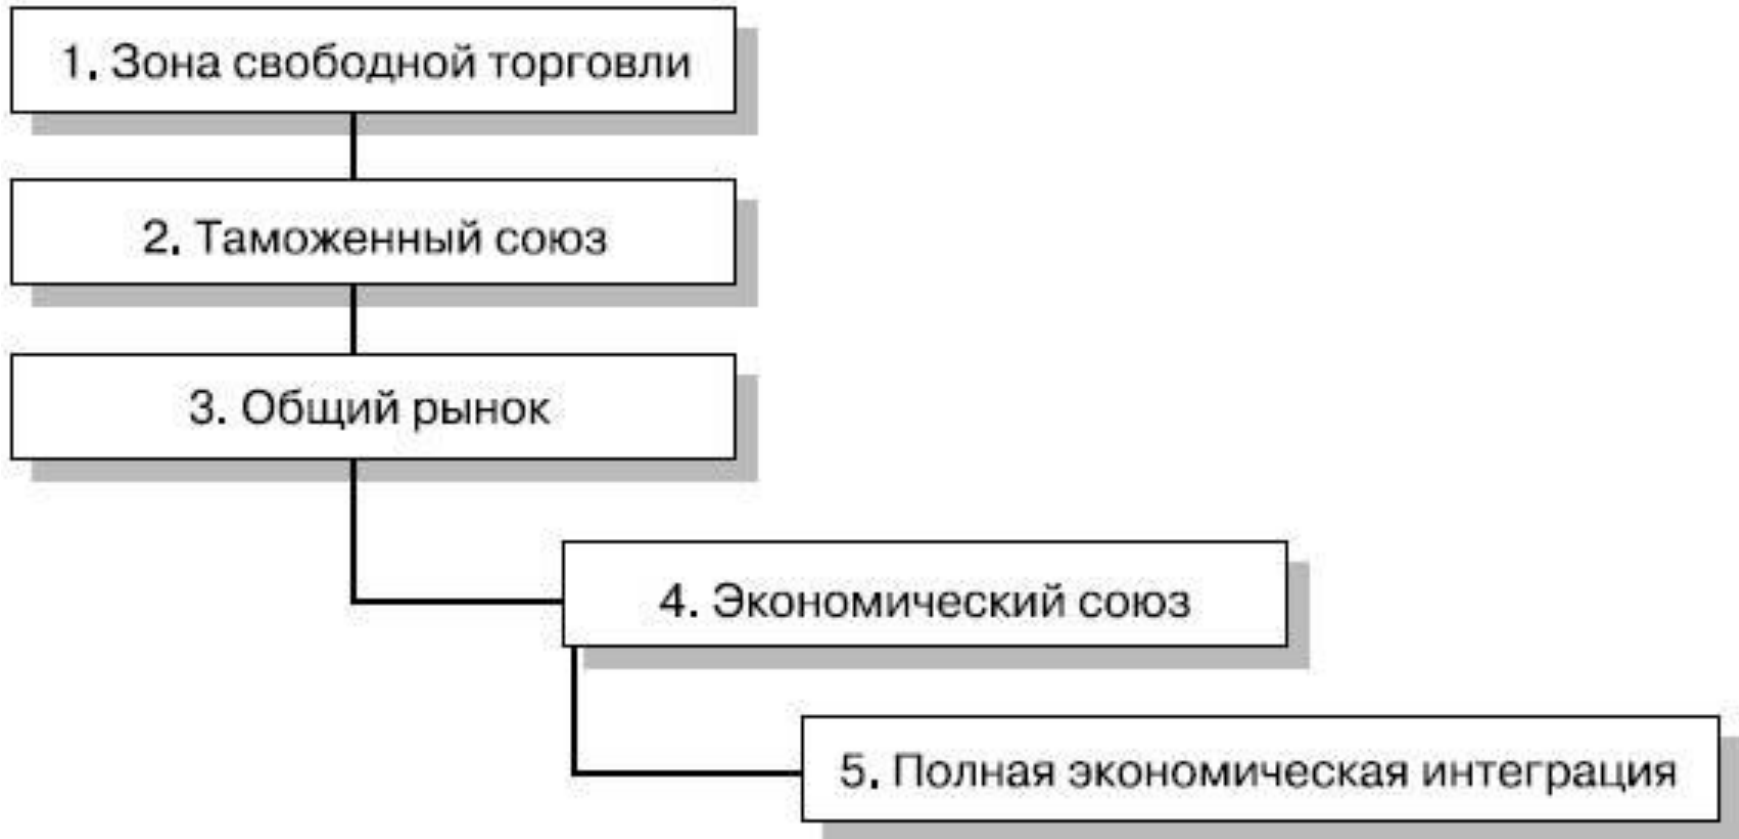 1. Зона свободной торговли
2. Таможенный союз
3. Общий рынок
4. Экономический союз
5. Полная экономическая интеграция